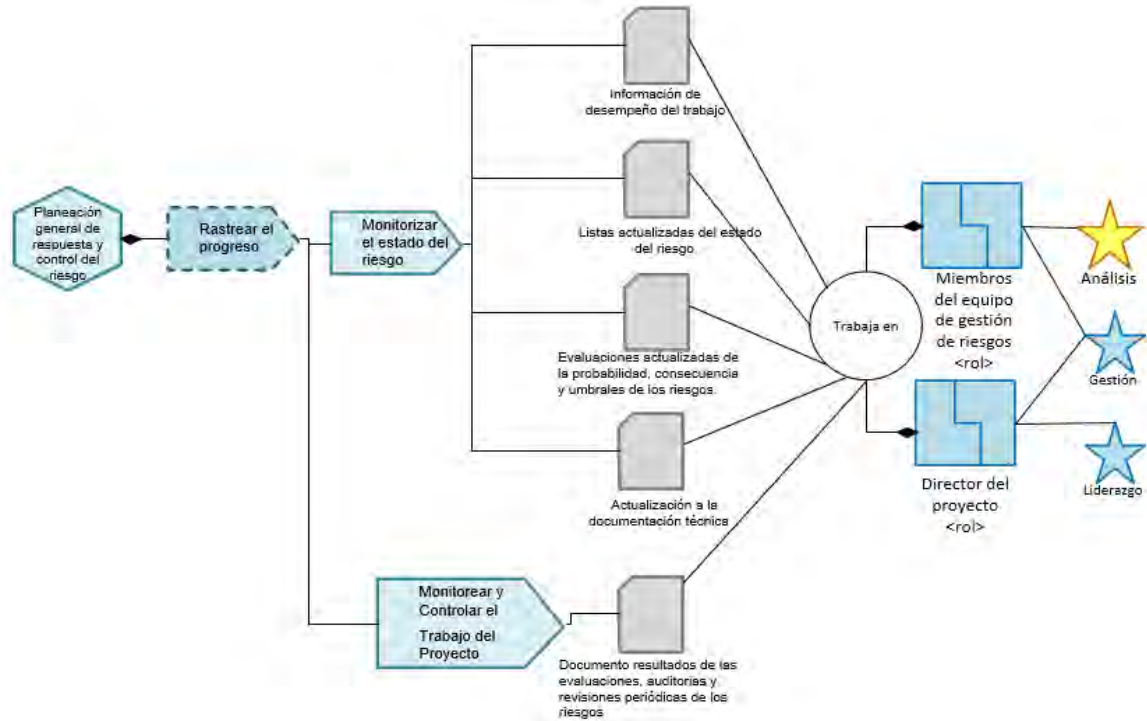 Planeación
general de
respuesta y
control del
riesgo
Rastrear el
progreso
Monitorizar
el estado del
riesgo
Información de
desempeño del trabajo
Listas actualizadas del estado
del riesgo
Evaluaciones actualizadas de
la probabilidad, consecuencia
y umbrales de los riesgos.
Actualización a la
documentación técnica
Monitorear y
Controlar el
Trabajo del
Proyecto
Documento resultados de las
evaluaciones, auditorias y
revisiones periódicas de los
riesgos
Trabaja en
Miembros
del equipo
de gestión
de riesgos
<rol>
Director del
proyecto
<rol>
Análisis
Gestión
Liderazgo